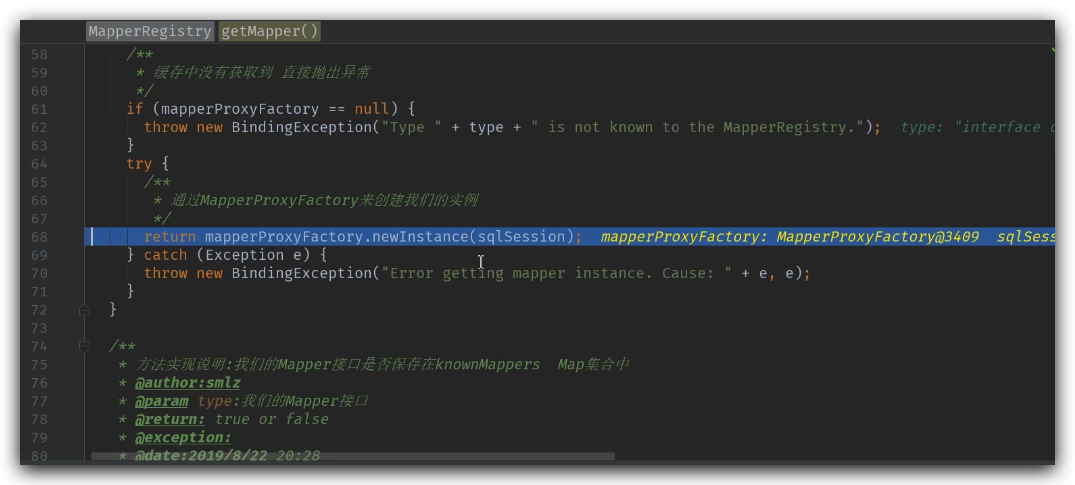 MapperRegistry getMapper()
58 /**
59 * 缓存中没有获取到 直接抛出异常
60 */
61 if (mapperProxyFactory == null) {
62 throw new BindingException("Type " + type + " is not known to the MapperRegistry."); type: "interface
63 }
64 try {
65 /**
66 * 通过MapperProxyFactory来创建我们的实例
67 */
68 return mapperProxyFactory.newInstance(sqlSession); mapperProxyFactory: MapperProxyFactory@3409 sqlSess
69 } catch (Exception e) {
70 throw new BindingException("Error getting mapper instance. Cause: " + e, e);
71 }
72 }
73
74 /**
75 * 方法实现说明:我们的Mapper接口是否保存在knownMappers Map集合中
76 * @author:smlz
77 * @param type:我们的Mapper接口
78 * @return: true or false
79 * @exception:
80 * @date:2019/8/22 20:28